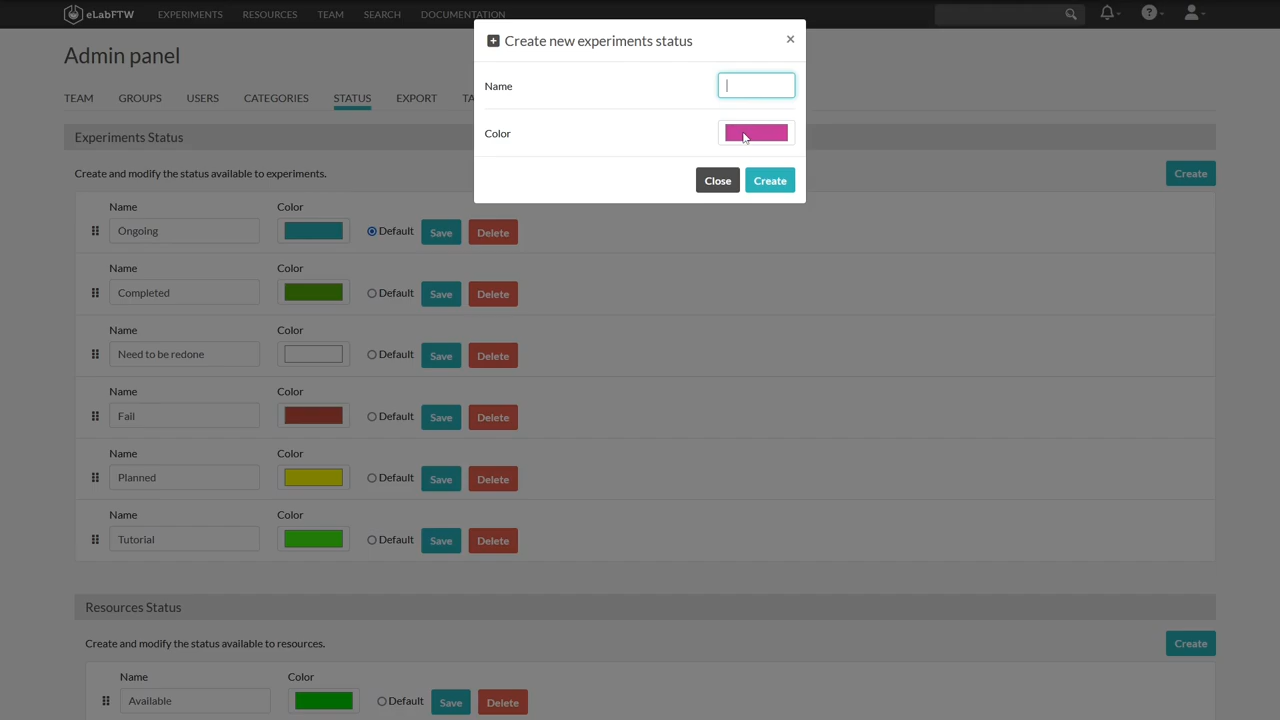 eLabFTW EXPERIMENTS RESOURCES TEAM SEARCH DOCUMENTATION
Create new experiments status ×
Name
Color
Close Create
Admin panel
TEAM GROUPS USERS CATEGORIES STATUS EXPORT TA
Experiments Status
Create and modify the status available to experiments. Create
Name Color
Ongoing Default Save Delete
Name Color
Completed Default Save Delete
Name Color
Need to be redone Default Save Delete
Name Color
Fail Default Save Delete
Name Color
Planned Default Save Delete
Name Color
Tutorial Default Save Delete
Resources Status
Create and modify the status available to resources. Create
Name Color
Available Default Save Delete